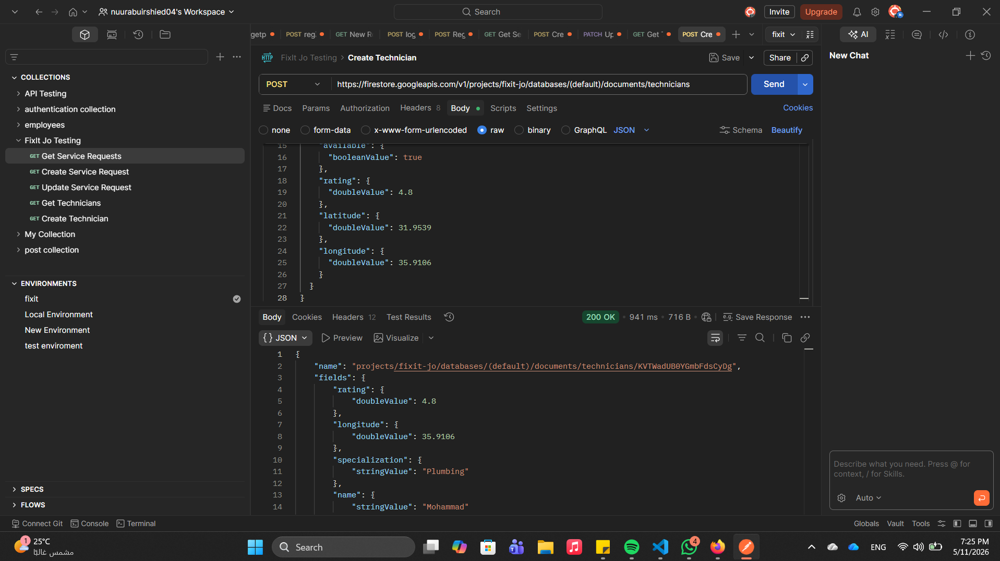 nuurabuirshied04's Workspace
Search
Invite
Upgrade
COLLECTIONS
API Testing
authentication collection
employees
FixIt Jo Testing
GET Get Service Requests
GET Create Service Request
GET Update Service Request
GET Get Technicians
GET Create Technician
My Collection
post collection
ENVIRONMENTS
fixit
Local Environment
New Environment
test enviroment
SPECS
FLOWS
getp
POST reg
GET New R
POST log
POST Reg
GET Get Se
POST Cre
PATCH Up
GET Get
POST Cre
fixit
HTTP FixIt Jo Testing > Create Technician
Save
Share
POST https://firestore.googleapis.com/v1/projects/fixit-jo/databases/(default)/documents/technicians
Send
Docs Params Authorization Headers 8 Body Scripts Settings Cookies
none form-data x-www-form-urlencoded raw binary GraphQL JSON Schema Beautify
15 "available": {
16 "booleanValue": true
17 },
18 "rating": {
19 "doubleValue": 4.8
20 },
21 "latitude": {
22 "doubleValue": 31.9539
23 },
24 "longitude": {
25 "doubleValue": 35.9106
26 }
27 }
28 }
Body Cookies Headers 12 Test Results 200 OK • 941 ms • 716 B e.g. Save Response
{} JSON Preview Visualize
1 {
2 "name": "projects/fixit-jo/databases/(default)/documents/technicians/KVTWadUB0YGmbFdsCyDg",
3 "fields": {
4 "rating": {
5 "doubleValue": 4.8
6 },
7 "longitude": {
8 "doubleValue": 35.9106
9 },
10 "specialization": {
11 "stringValue": "Plumbing"
12 },
13 "name": {
14 "stringValue": "Mohammad"
AI
New Chat
Describe what you need. Press @ for
context, / for Skills.
Auto
Connect Git Console Terminal
Globals Vault Tools
1 25°C
مشمس غالبًا
Search
4
ENG
7:25 PM
5/11/2026